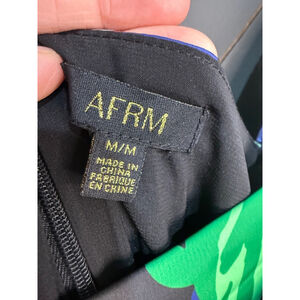 AFRM
M/M
MADE IN
CHINA
FABRIQUÉ
EN CHINE